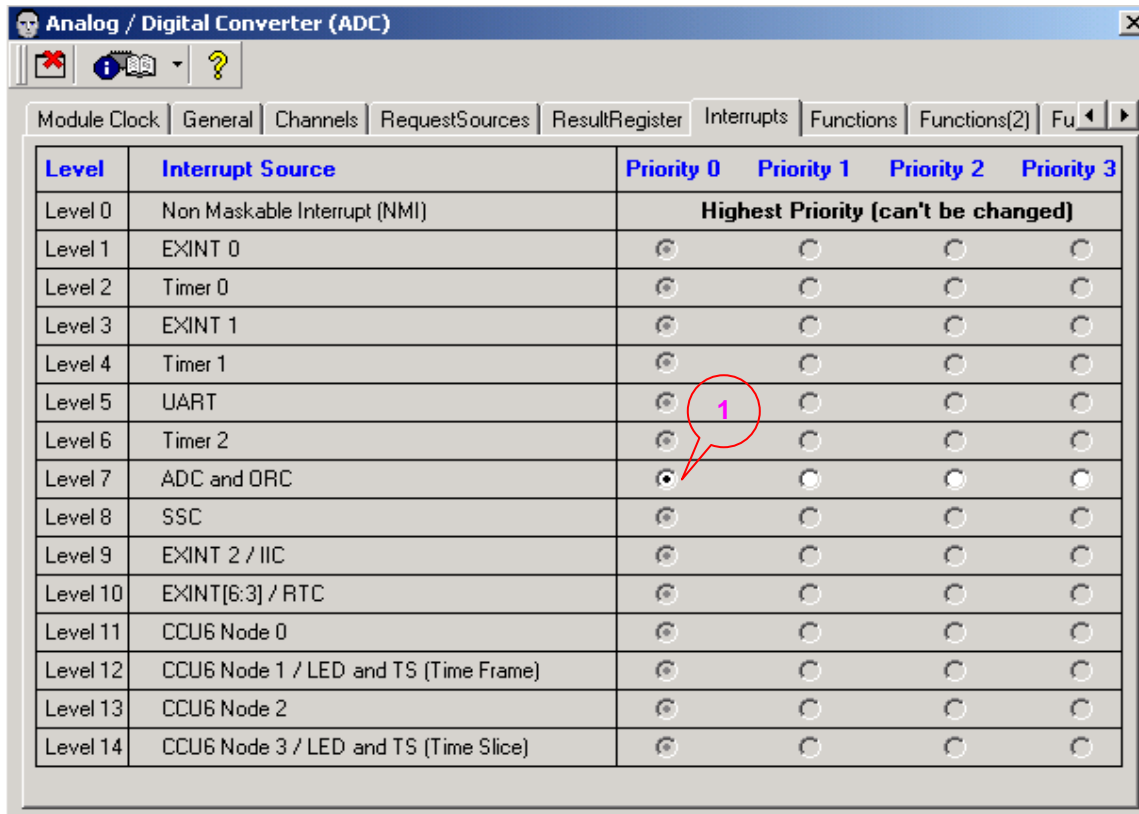 Analog / Digital Converter (ADC)
Module Clock General Channels RequestSources ResultRegister Interrupts Functions Functions(2) Fu
Level Interrupt Source Priority 0 Priority 1 Priority 2 Priority 3
Level 0 Non Maskable Interrupt (NMI) Highest Priority (can't be changed)
Level 1 EXINT 0
Level 2 Timer 0
Level 3 EXINT 1
Level 4 Timer 1
Level 5 UART
1
Level 6 Timer 2
Level 7 ADC and ORC
Level 8 SSC
Level 9 EXINT 2 / IIC
Level 10 EXINT[6:3] / RTC
Level 11 CCU6 Node 0
Level 12 CCU6 Node 1 / LED and TS (Time Frame)
Level 13 CCU6 Node 2
Level 14 CCU6 Node 3 / LED and TS (Time Slice)